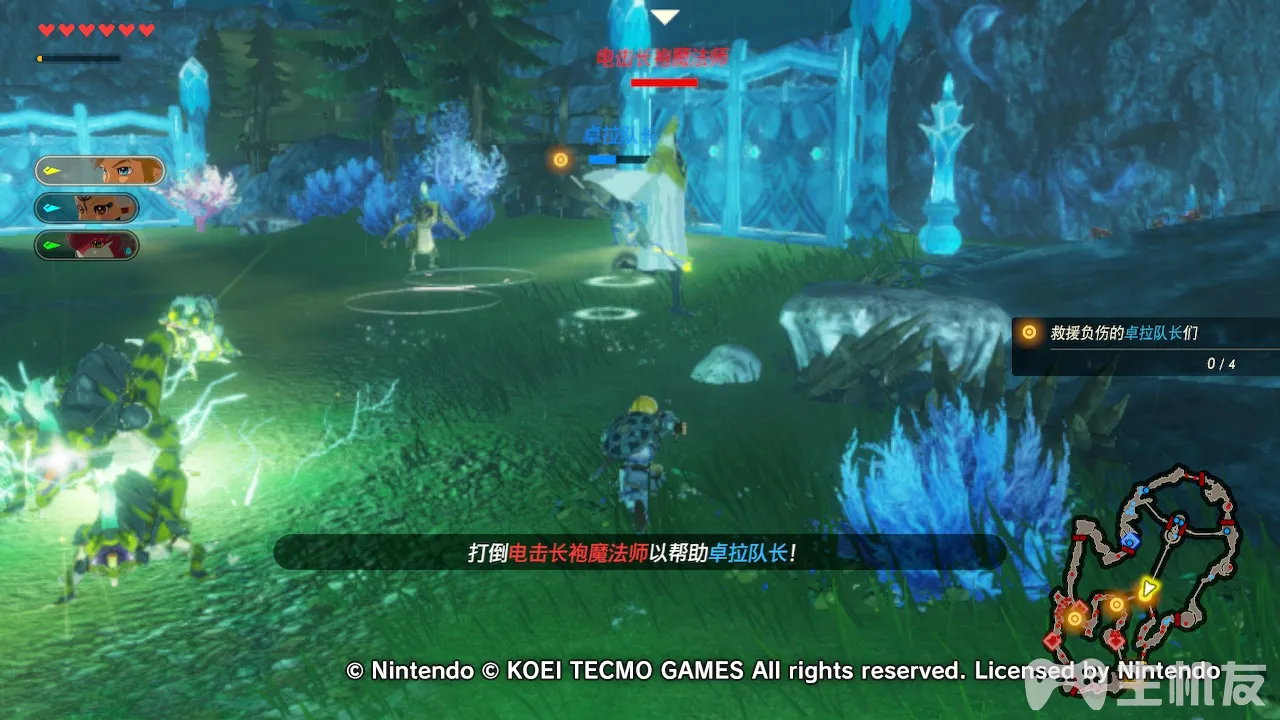 电击长袍魔法师
卓拉队长
救援负伤的卓拉队长们
0 / 4
打倒电击长袍魔法师以帮助卓拉队长！
© Nintendo © KOEI TECMO GAMES All rights reserved. Licensed by Nintendo
主机友